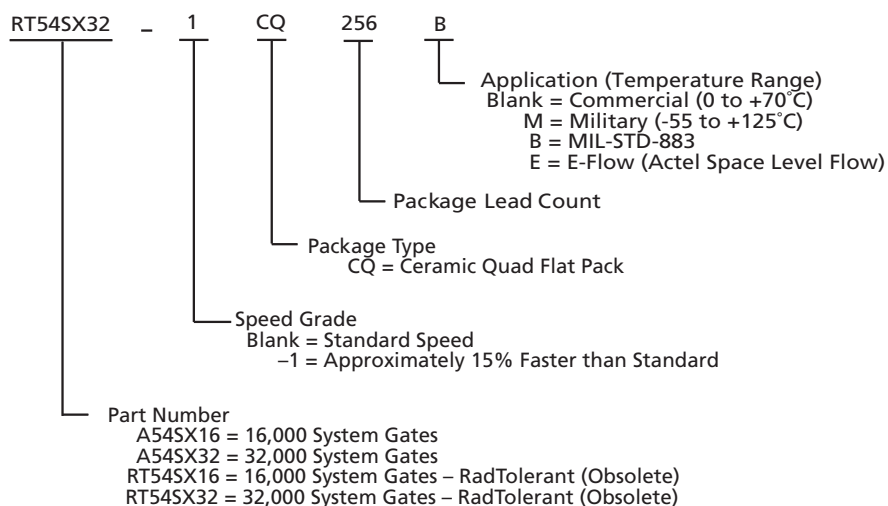 RT54SX32 – 1 CQ 256 B
Application (Temperature Range)
Blank = Commercial (0 to +70˚C)
M = Military (-55 to +125˚C)
B = MIL-STD-883
E = E-Flow (Actel Space Level Flow)
Package Lead Count
Package Type
CQ = Ceramic Quad Flat Pack
Speed Grade
Blank = Standard Speed
–1 = Approximately 15% Faster than Standard
Part Number
A54SX16 = 16,000 System Gates
A54SX32 = 32,000 System Gates
RT54SX16 = 16,000 System Gates – RadTolerant (Obsolete)
RT54SX32 = 32,000 System Gates – RadTolerant (Obsolete)